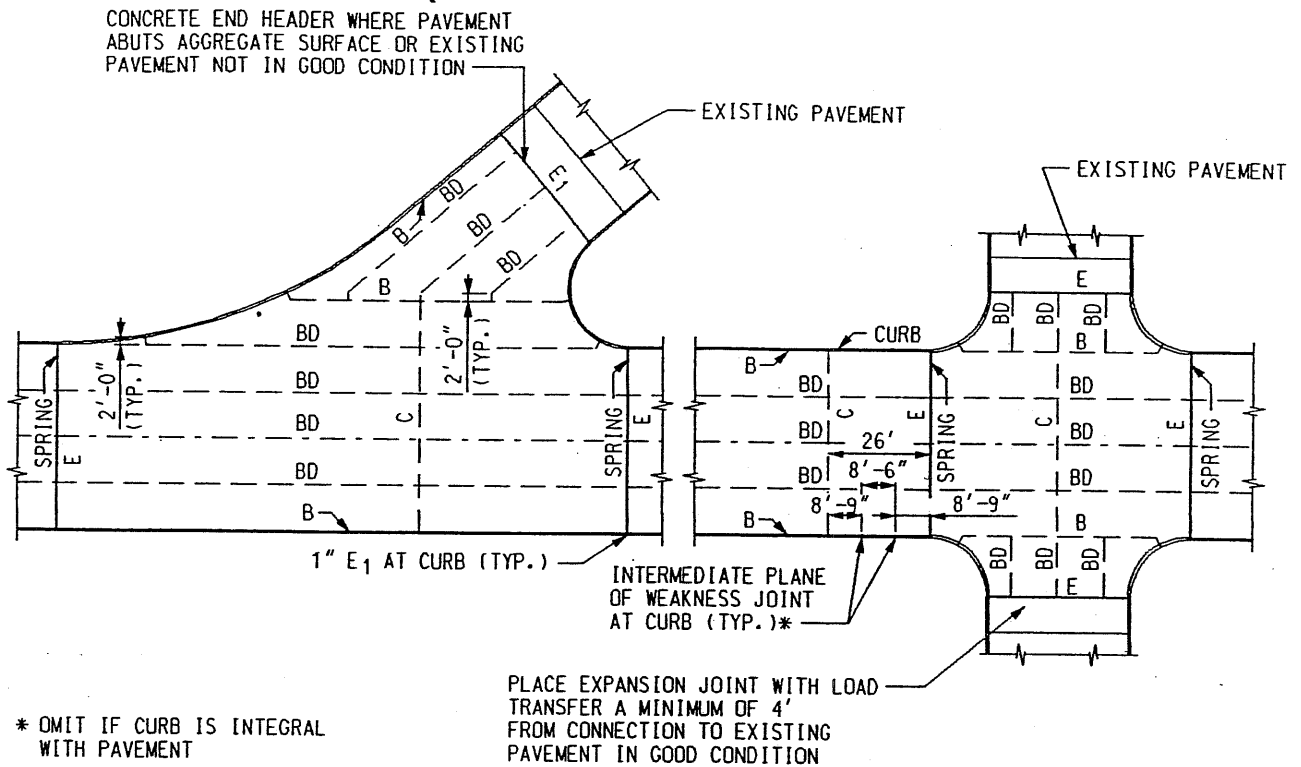 CONCRETE END HEADER WHERE PAVEMENT
ABUTS AGGREGATE SURFACE OR EXISTING
PAVEMENT NOT IN GOOD CONDITION
EXISTING PAVEMENT
EXISTING PAVEMENT
E1
BD
B
BD
BD
B
2'-0"
(TYP.)
BD
2'-0"
(TYP.)
BD
BD
BD
C
SPRING
E
SPRING
E
B
1" E1 AT CURB (TYP.)
CURB
B
BD
BD
BD
C
E
SPRING
26'
8'-6"
8'-9"
8'-9"
B
INTERMEDIATE PLANE
OF WEAKNESS JOINT
AT CURB (TYP.)*
E
BD
BD
BD
B
BD
C
BD
BD
E
SPRING
B
BD
BD
BD
E
PLACE EXPANSION JOINT WITH LOAD
TRANSFER A MINIMUM OF 4'
FROM CONNECTION TO EXISTING
PAVEMENT IN GOOD CONDITION
* OMIT IF CURB IS INTEGRAL
WITH PAVEMENT